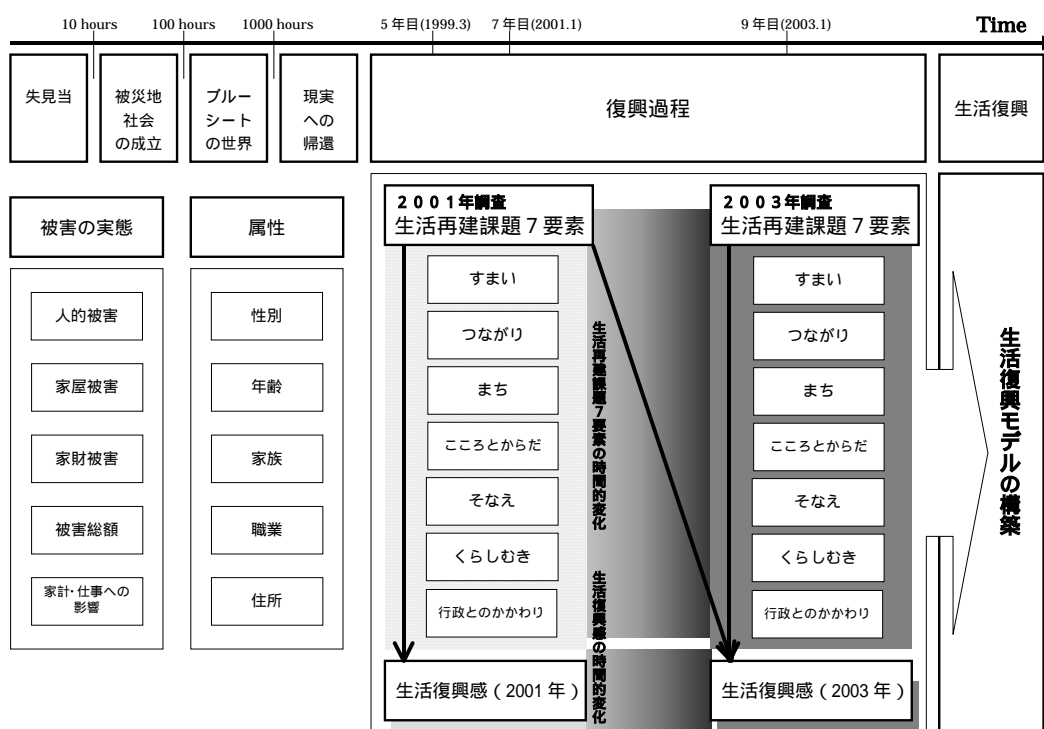 10 hours
100 hours
1000 hours
5 年目(1999.3)
7 年目(2001.1)
9 年目(2003.1)
Time
失見当
被災地
社会
の成立
ブルー
シート
の世界
現実
への
帰還
復興過程
生活復興
被害の実態
人的被害
家屋被害
家財被害
被害総額
家計・仕事への
影響
属性
性別
年齢
家族
職業
住所
２００１年調査
生活再建課題７要素
すまい
つながり
まち
こころとからだ
そなえ
くらしむき
行政とのかかわり
生活復興感（2001 年）
生活再建課題７要素の時間的変化
生活復興感の時間的変化
２００３年調査
生活再建課題７要素
すまい
つながり
まち
こころとからだ
そなえ
くらしむき
行政とのかかわり
生活復興感（2003 年）
生活復興モデルの構築